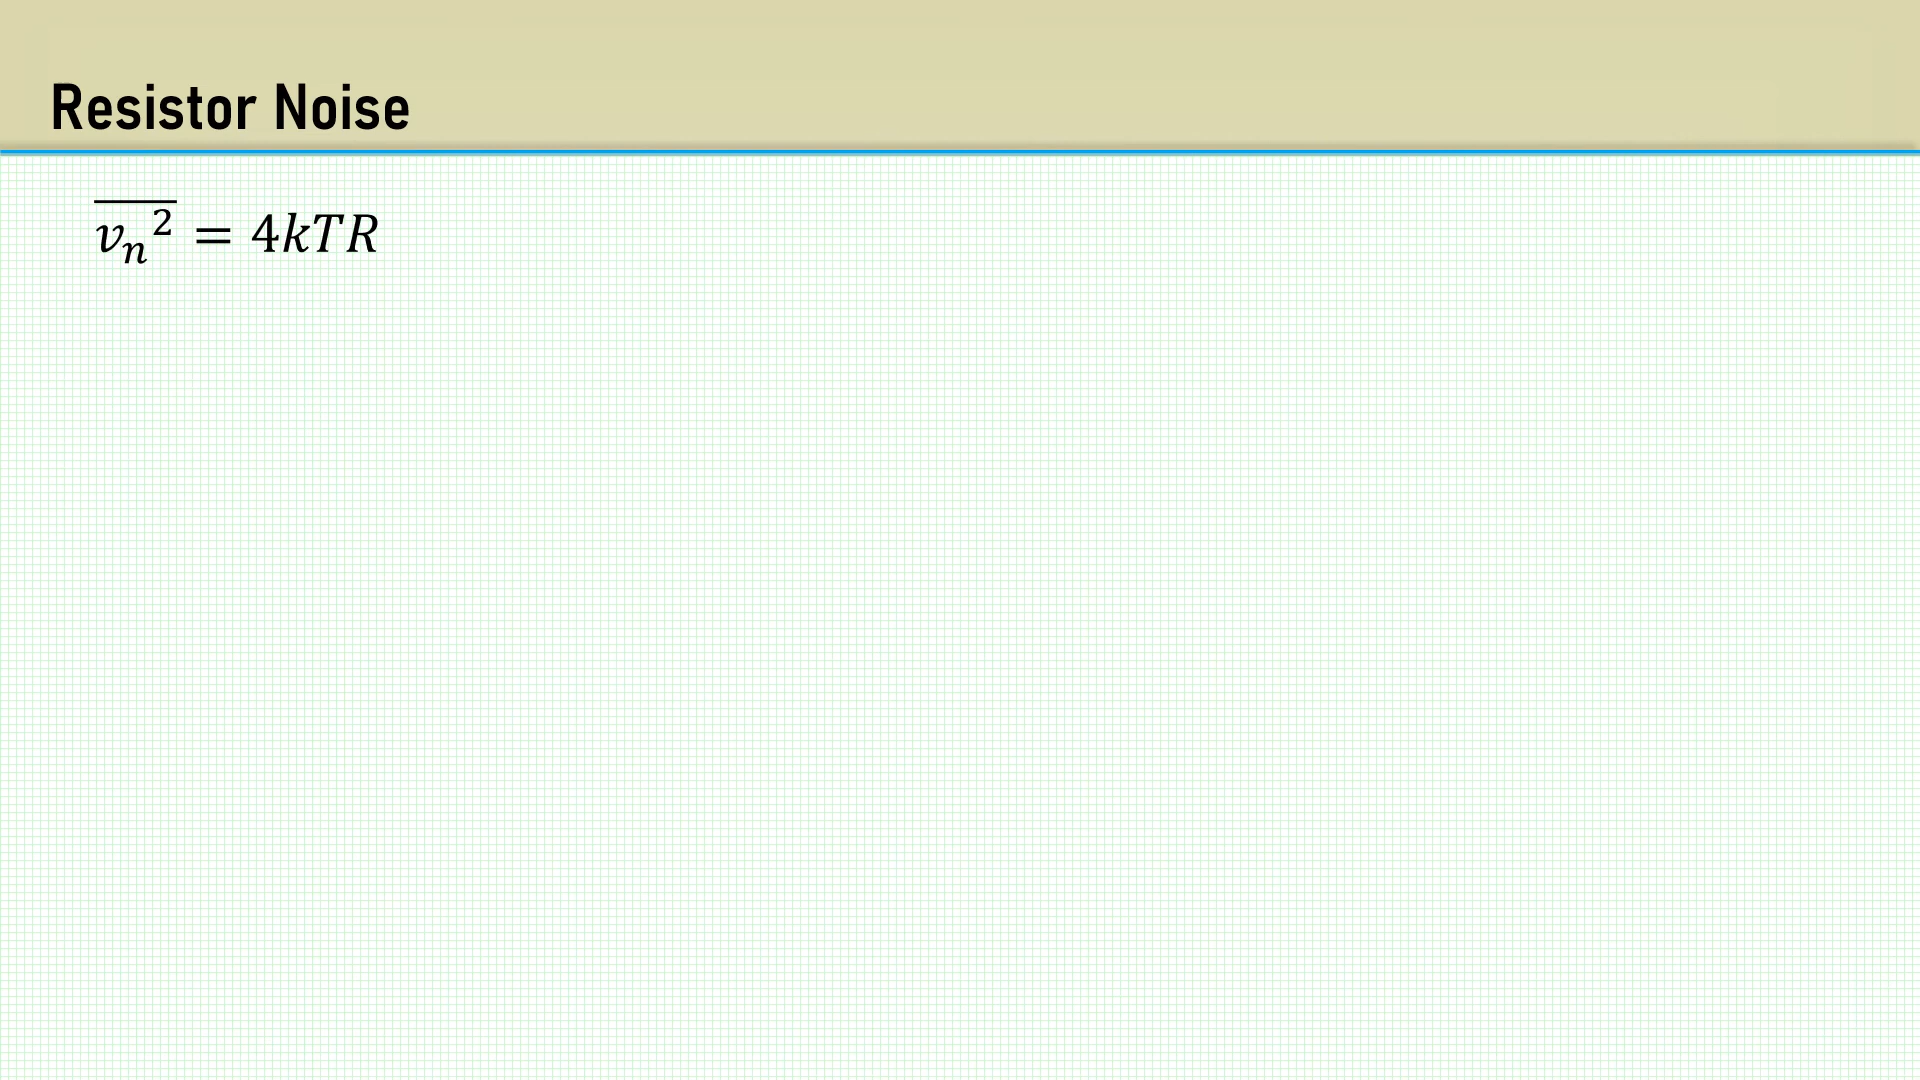 Resistor Noise
$\overline{{v_n}^2} = 4kTR$